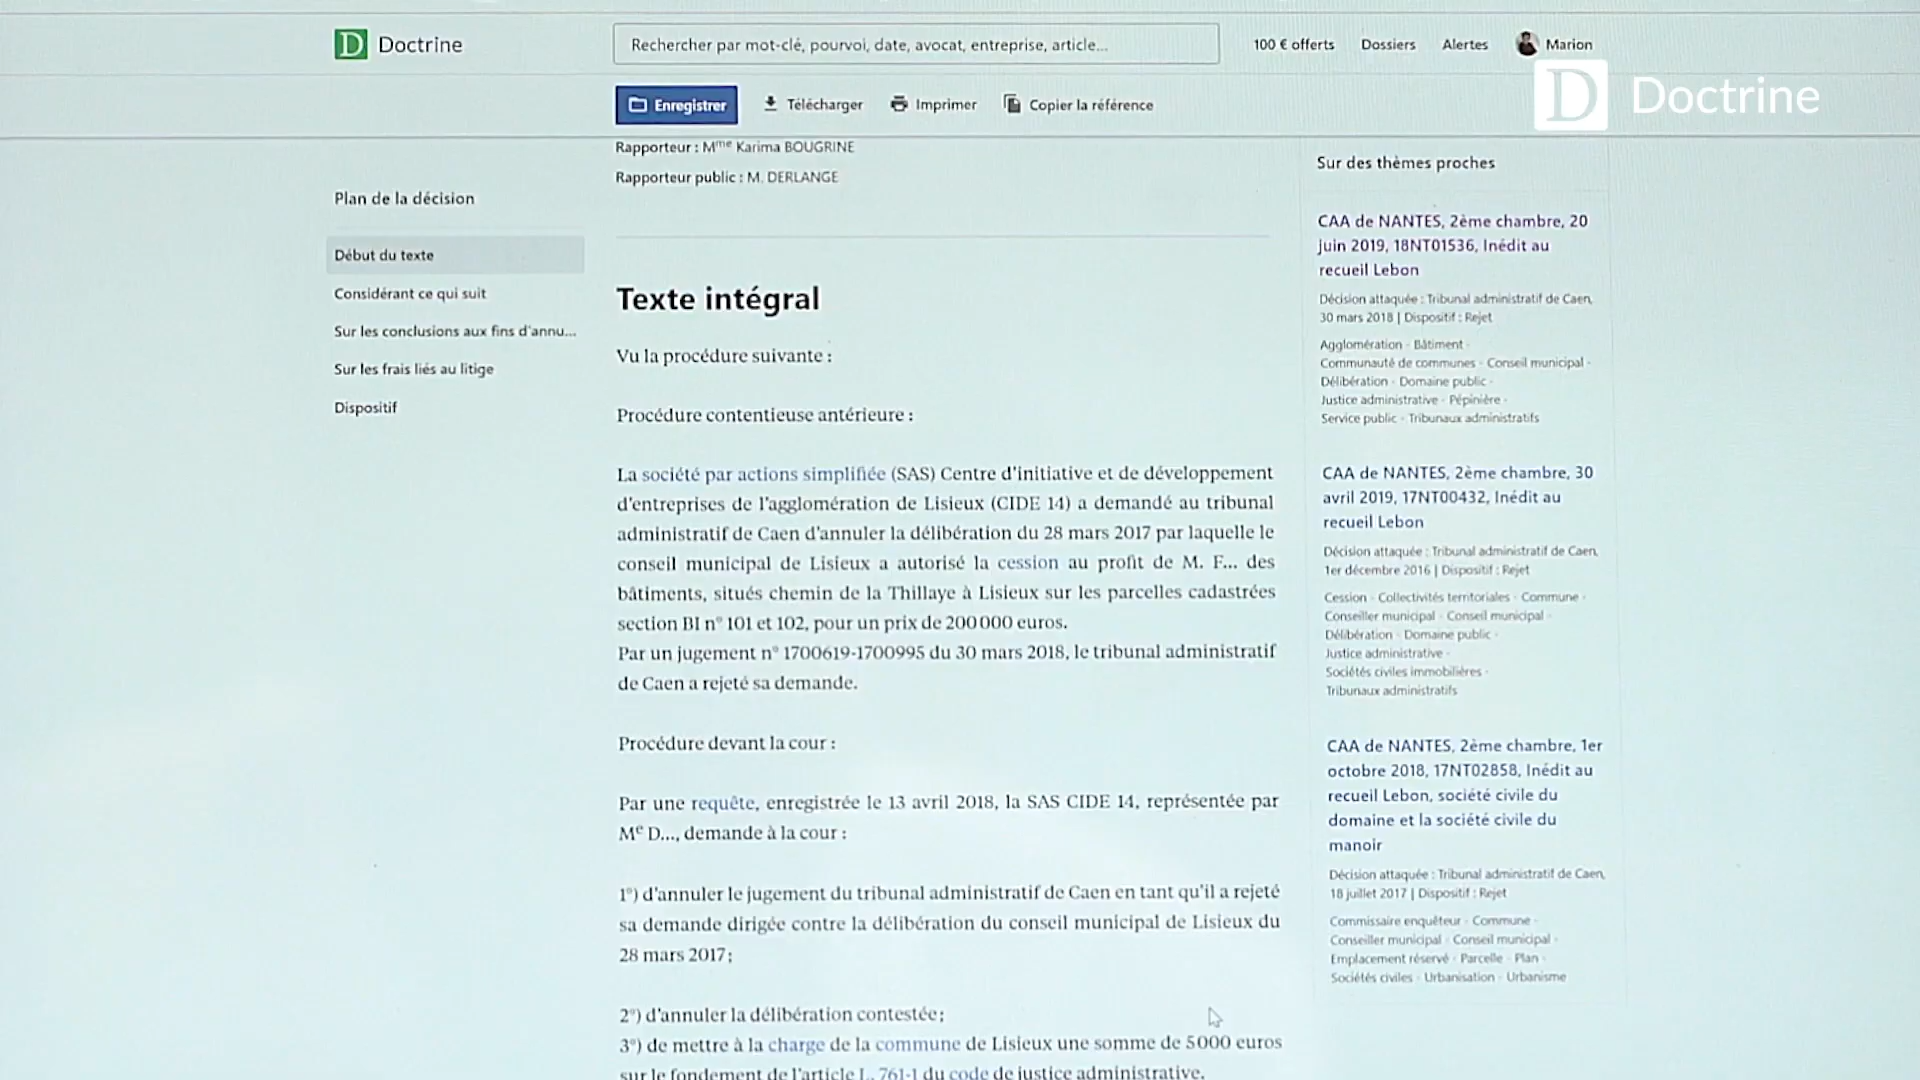 Doctrine
Rechercher par mot-clé, pourvoi, date, avocat, entreprise, article...
100 € offerts
Dossiers
Alertes
Marion
Doctrine
Enregistrer
Télécharger
Imprimer
Copier la référence
Rapporteur : Mme Karima BOUGRINE
Rapporteur public : M. DERLANGE
Plan de la décision
Début du texte
Considérant ce qui suit
Sur les conclusions aux fins d'annu...
Sur les frais liés au litige
Dispositif
Texte intégral
Vu la procédure suivante :
Procédure contentieuse antérieure :
La société par actions simplifiée (SAS) Centre d'initiative et de développement
d'entreprises de l'agglomération de Lisieux (CIDE 14) a demandé au tribunal
administratif de Caen d'annuler la délibération du 28 mars 2017 par laquelle le
conseil municipal de Lisieux a autorisé la cession au profit de M. F... des
bâtiments, situés chemin de la Thillaye à Lisieux sur les parcelles cadastrées
section BI n° 101 et 102, pour un prix de 200 000 euros.
Par un jugement n° 1700619-1700995 du 30 mars 2018, le tribunal administratif
de Caen a rejeté sa demande.
Procédure devant la cour :
Par une requête, enregistrée le 13 avril 2018, la SAS CIDE 14, représentée par
Me D..., demande à la cour :
1°) d'annuler le jugement du tribunal administratif de Caen en tant qu'il a rejeté
sa demande dirigée contre la délibération du conseil municipal de Lisieux du
28 mars 2017;
2°) d'annuler la délibération contestée;
3°) de mettre à la charge de la commune de Lisieux une somme de 5 000 euros
sur le fondement de l'article L. 761-1 du code de justice administrative.
Sur des thèmes proches
CAA de NANTES, 2ème chambre, 20
juin 2019, 18NT01536, Inédit au
recueil Lebon
Décision attaquée : Tribunal administratif de Caen,
30 mars 2018 | Dispositif : Rejet
Agglomération - Bâtiment -
Communauté de communes - Conseil municipal -
Délibération - Domaine public -
Justice administrative - Pépinière -
Service public - Tribunaux administratifs
CAA de NANTES, 2ème chambre, 30
avril 2019, 17NT00432, Inédit au
recueil Lebon
Décision attaquée : Tribunal administratif de Caen,
1er décembre 2016 | Dispositif : Rejet
Cession - Collectivités territoriales - Commune -
Conseiller municipal - Conseil municipal -
Délibération - Domaine public -
Justice administrative -
Sociétés civiles immobilières -
Tribunaux administratifs
CAA de NANTES, 2ème chambre, 1er
octobre 2018, 17NT02858, Inédit au
recueil Lebon, société civile du
domaine et la société civile du
manoir
Décision attaquée : Tribunal administratif de Caen,
18 juillet 2017 | Dispositif : Rejet
Commissaire enquêteur - Commune -
Conseiller municipal - Conseil municipal -
Emplacement réservé - Parcelle - Plan -
Sociétés civiles - Urbanisation - Urbanisme